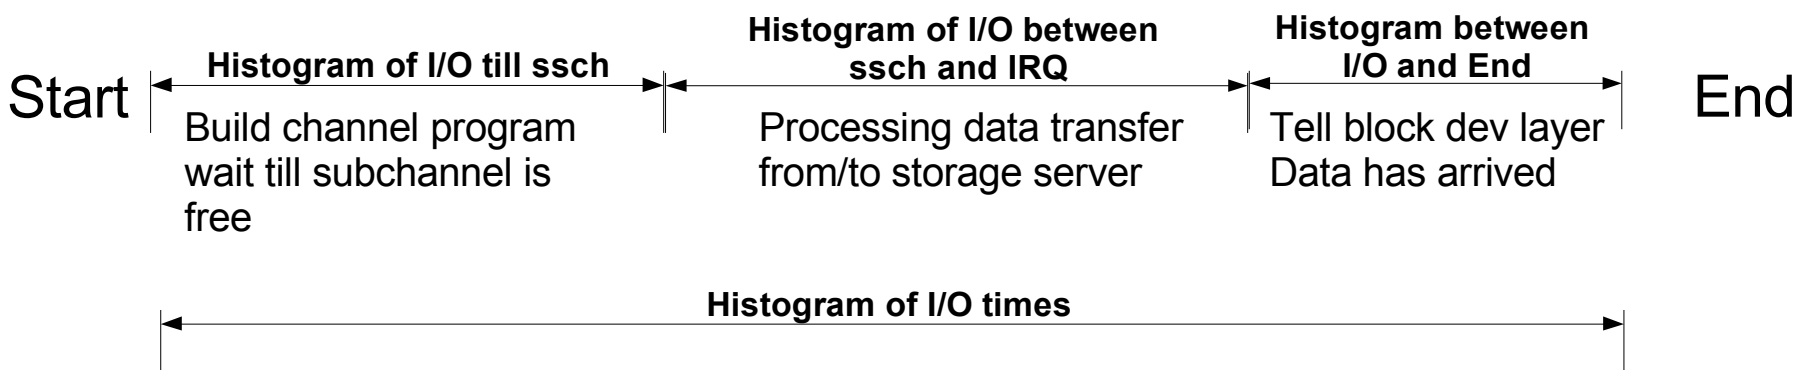 Start
Histogram of I/O till ssch
Build channel program
wait till subchannel is
free
Histogram of I/O between
ssch and IRQ
Processing data transfer
from/to storage server
Histogram between
I/O and End
Tell block dev layer
Data has arrived
End
Histogram of I/O times